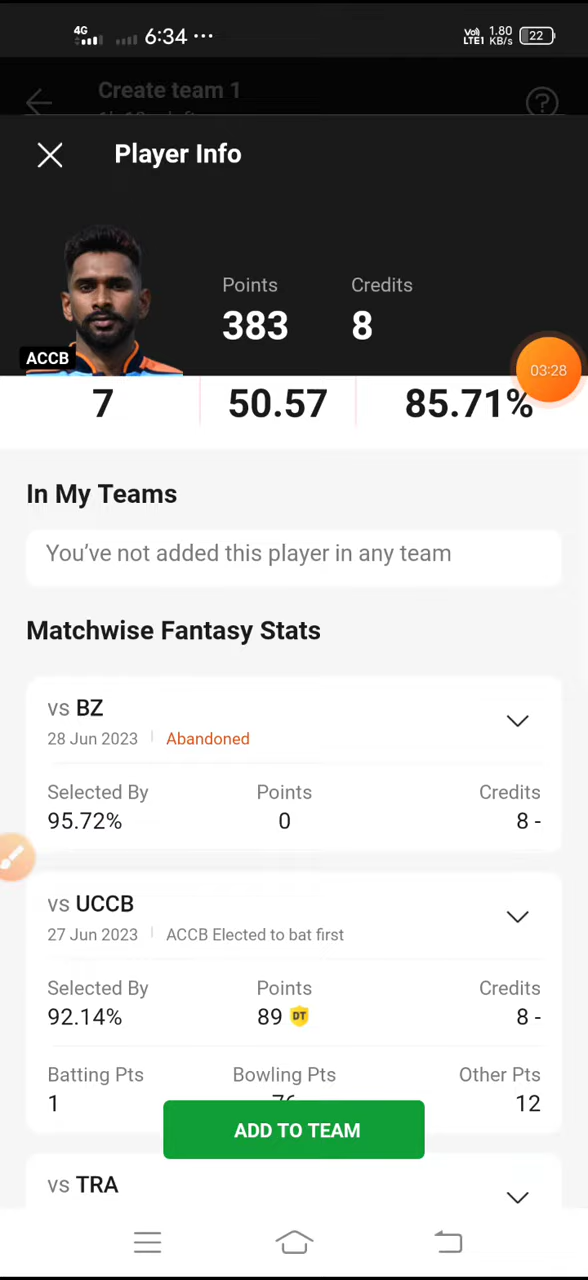 4G 6:34 ··· Vo) LTE1 1.80 KB/s 22
Create team 1
Player Info
Points Credits
383 8
ACCB
03:28
7 50.57 85.71%
In My Teams
You've not added this player in any team
Matchwise Fantasy Stats
vs BZ
28 Jun 2023 Abandoned
Selected By Points Credits
95.72% 0 8 -
vs UCCB
27 Jun 2023 ACCB Elected to bat first
Selected By Points Credits
92.14% 89 DT 8 -
Batting Pts Bowling Pts Other Pts
1 76 12
ADD TO TEAM
vs TRA